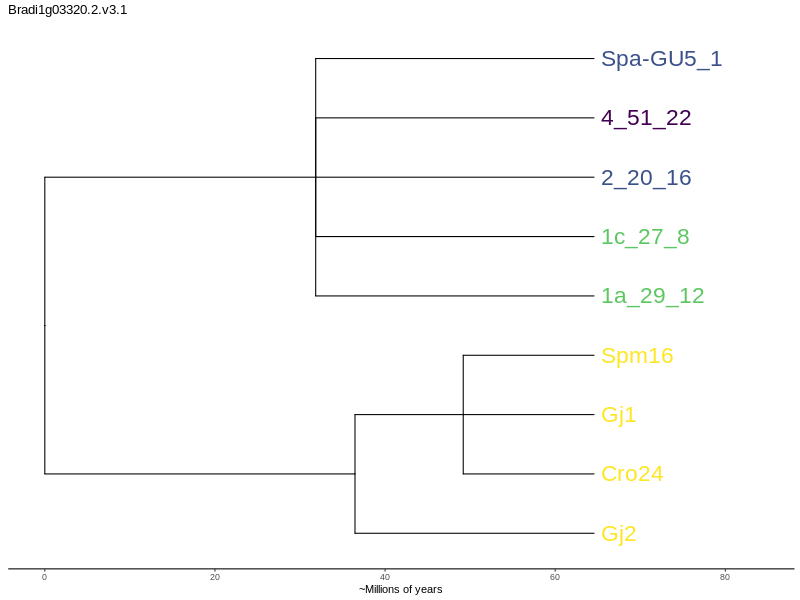 Bradi1g03320.2.v3.1
Spa-GU5_1
4_51_22
2_20_16
1c_27_8
1a_29_12
Spm16
Gj1
Cro24
Gj2
0 20 40 60 80
~Millions of years